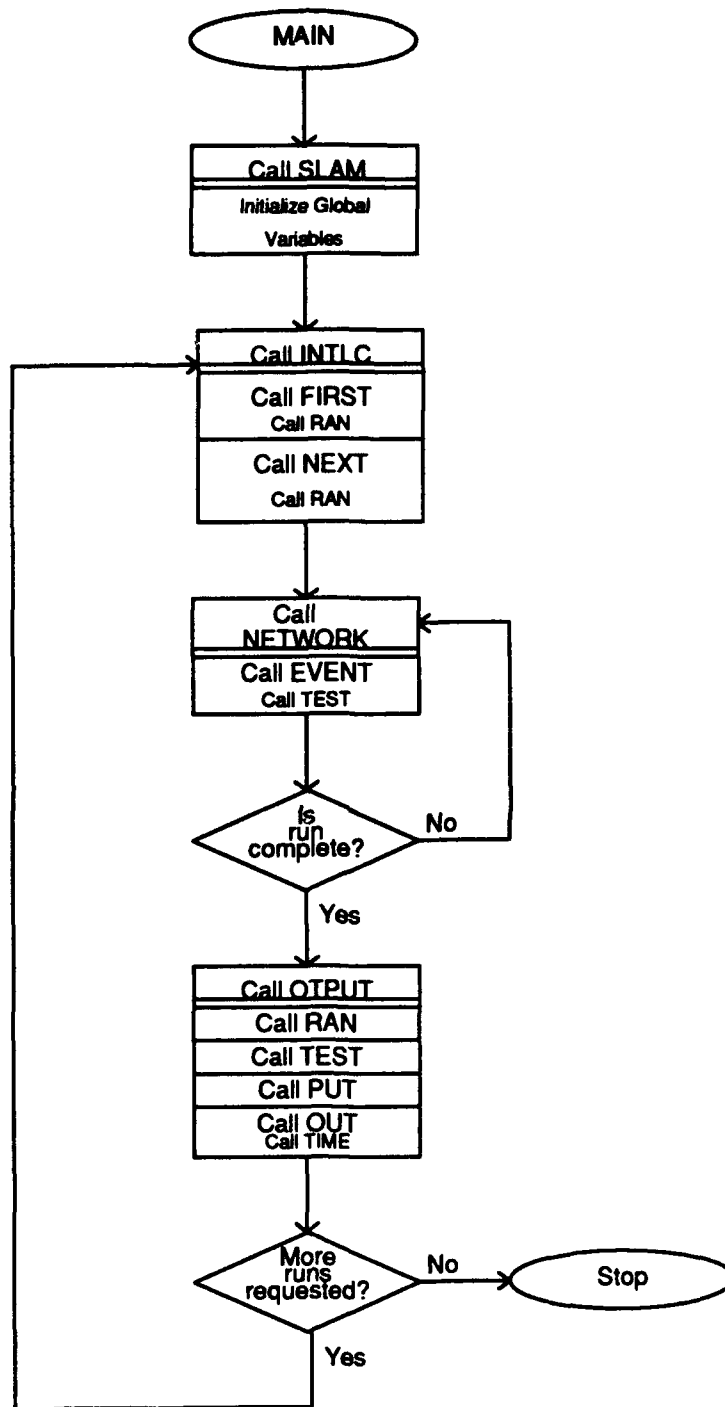 MAIN
Call SLAM
Initialize Global
Variables
Call INTLC
Call FIRST
Call RAN
Call NEXT
Call RAN
Call
NETWORK
Call EVENT
Call TEST
Is
run
complete?
No
Yes
Call OTPUT
Call RAN
Call TEST
Call PUT
Call OUT
Call TIME
More
runs
requested?
No
Stop
Yes